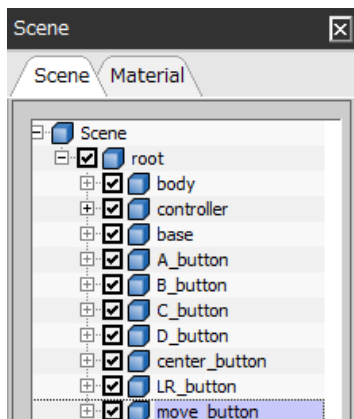 Scene
Scene Material
Scene
root
body
controller
base
A_button
B_button
C_button
D_button
center_button
LR_button
move_button